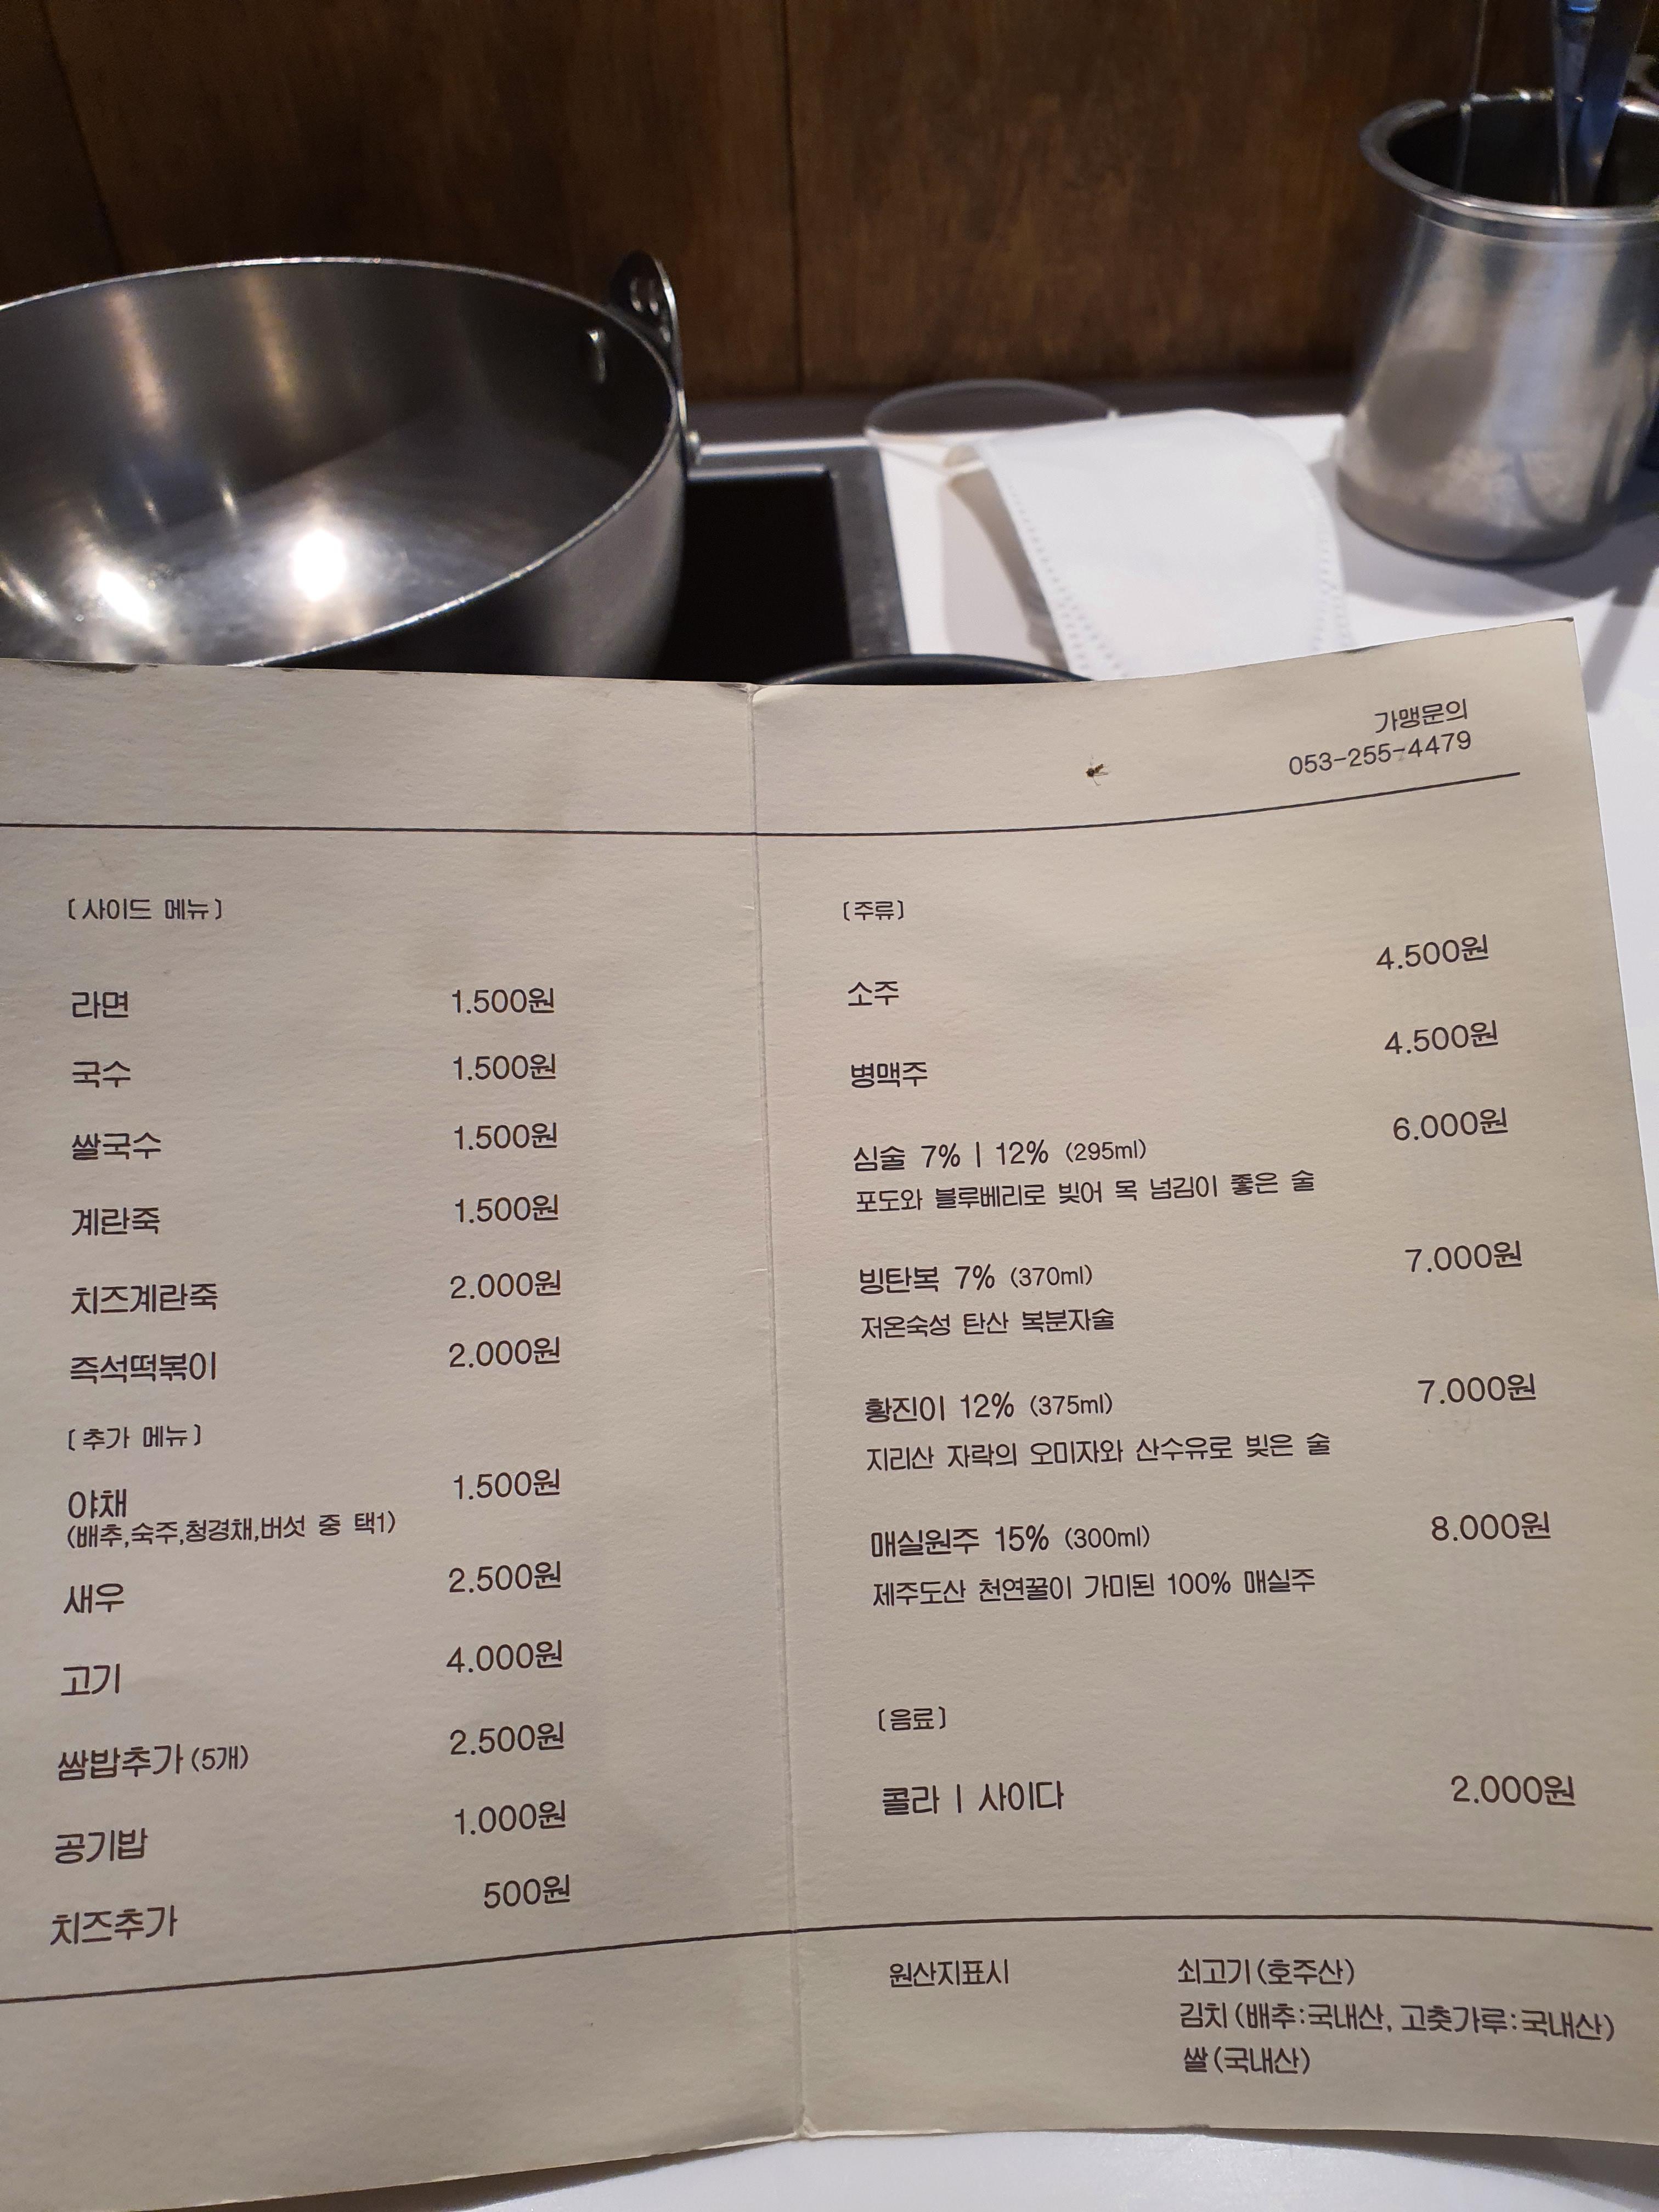 가맹문의
053-255-4479
[사이드 메뉴]
라면 1.500원
국수 1.500원
쌀국수 1.500원
계란죽 1.500원
치즈계란죽 2.000원
즉석떡볶이 2.000원
[추가 메뉴]
야채 1.500원
(배추,숙주,청경채,버섯 중 택1)
새우 2.500원
고기 4.000원
쌈밥추가 (5개) 2.500원
공기밥 1.000원
치즈추가 500원
[주류]
소주 4.500원
병맥주 4.500원
심술 7% | 12% (295ml) 6.000원
포도와 블루베리로 빚어 목 넘김이 좋은 술
빙탄복 7% (370ml) 7.000원
저온숙성 탄산 복분자술
황진이 12% (375ml) 7.000원
지리산 자락의 오미자와 산수유로 빚은 술
매실원주 15% (300ml) 8.000원
제주도산 천연꿀이 가미된 100% 매실주
[음료]
콜라 | 사이다 2.000원
원산지표시 쇠고기(호주산)
김치(배추:국내산, 고춧가루:국내산)
쌀(국내산)